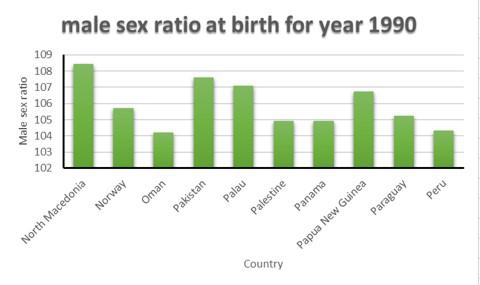 male sex ratio at birth for year 1990
Male sex ratio
109
108
107
106
105
104
103
102
North Macedonia
Norway
Oman
Pakistan
Palau
Palestine
Panama
Papua New Guinea
Paraguay
Peru
Country